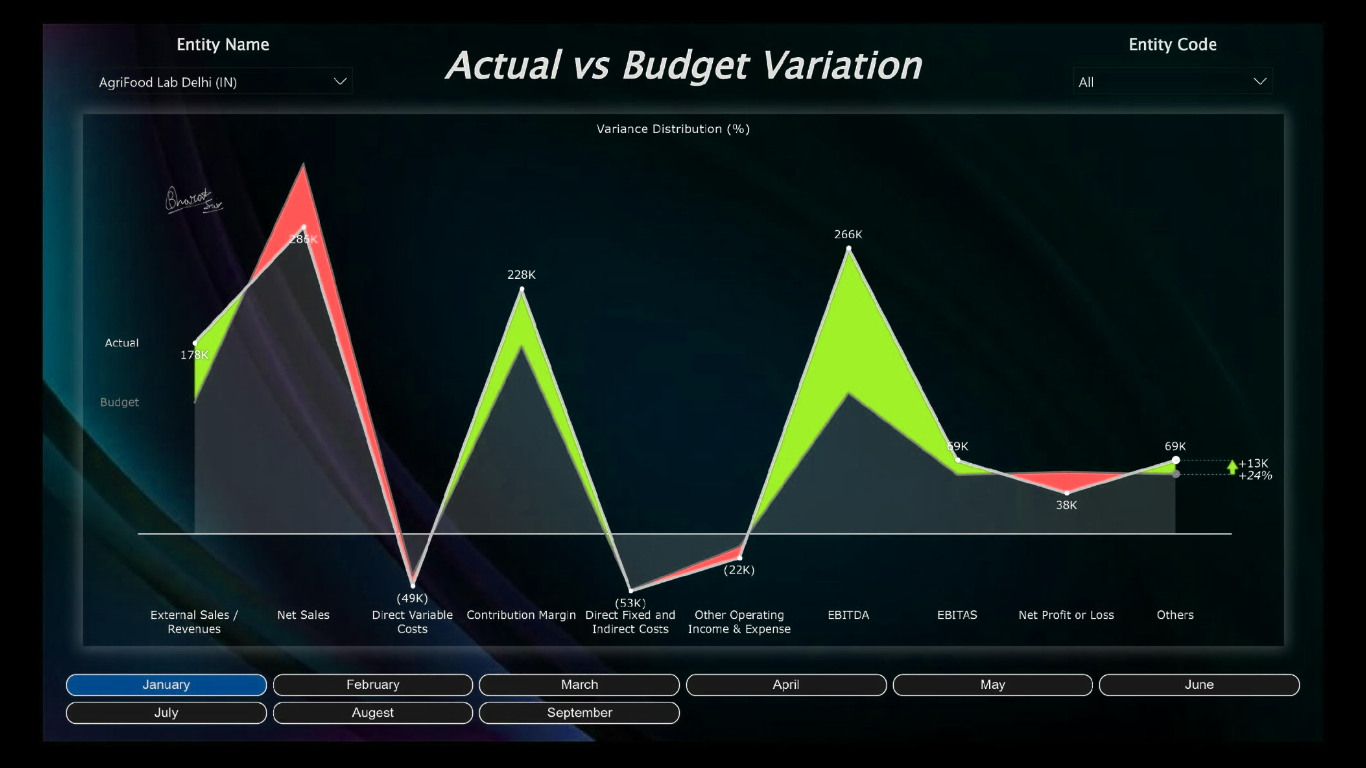 Entity Name
Actual vs Budget Variation
Entity Code
AgriFood Lab Delhi (IN)
All
Variance Distribution (%)
Bharat
286K
228K
266K
Actual
178K
Budget
69K
69K
+13K
+24%
38K
(49K)
(53K)
(22K)
External Sales /
Revenues
Net Sales
Direct Variable
Costs
Contribution Margin
Direct Fixed and
Indirect Costs
Other Operating
Income & Expense
EBITDA
EBITAS
Net Profit or Loss
Others
January
February
March
April
May
June
July
Augest
September